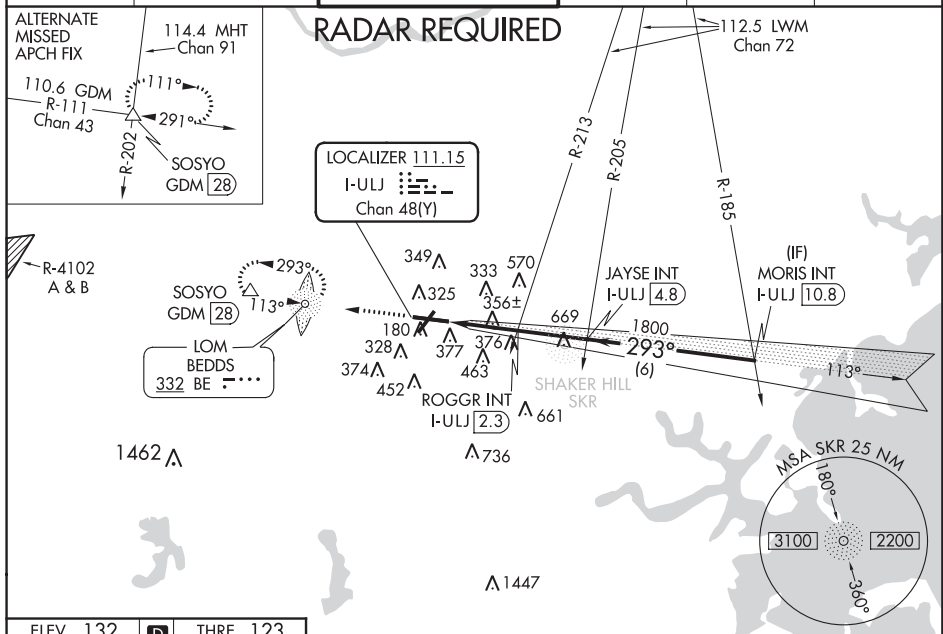 ALTERNATE
MISSED
APCH FIX
114.4 MHT
Chan 91
110.6 GDM
R-111
Chan 43
111°
291°
R-202
SOSYO
GDM 28
RADAR REQUIRED
112.5 LWM
Chan 72
R-213
R-205
R-185
LOCALIZER 111.15
I-ULJ
Chan 48(Y)
R-4102
A & B
SOSYO
GDM 28
293°
113°
LOM
BEDDS
332 BE
349
325
333
570
356±
180
328
377
376
374
463
452
669
JAYSE INT
I-ULJ 4.8
(IF)
MORIS INT
I-ULJ 10.8
1800
293°
(6)
113°
SHAKER HILL
SKR
ROGGR INT
I-ULJ 2.3
661
736
1462
1447
MSA SKR 25 NM
180°
3100
2200
360°
ELEV 132 D THRE 123